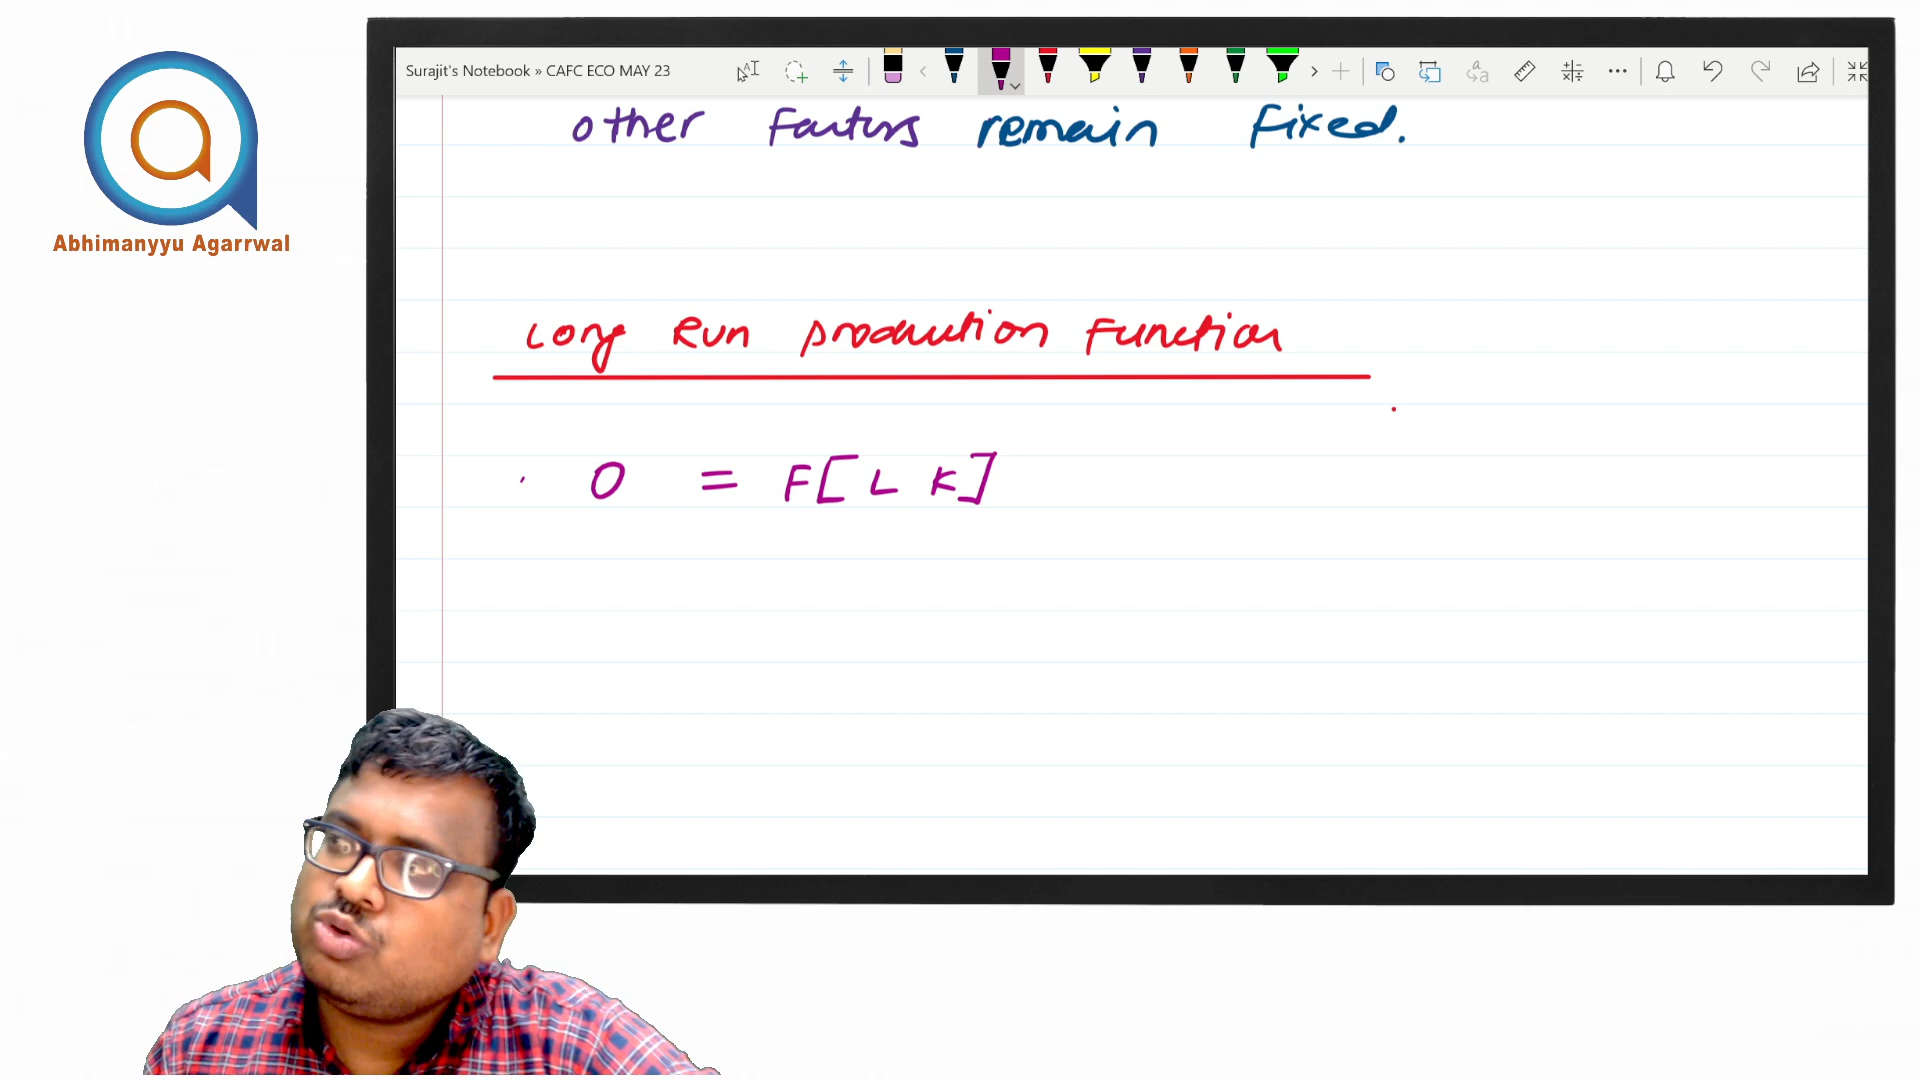 Surajit's Notebook » CAFC ECO MAY 23
other Factors remain Fixed.
Abhimanyyu Agarrwal
Long Run production Function
O = F[L K]